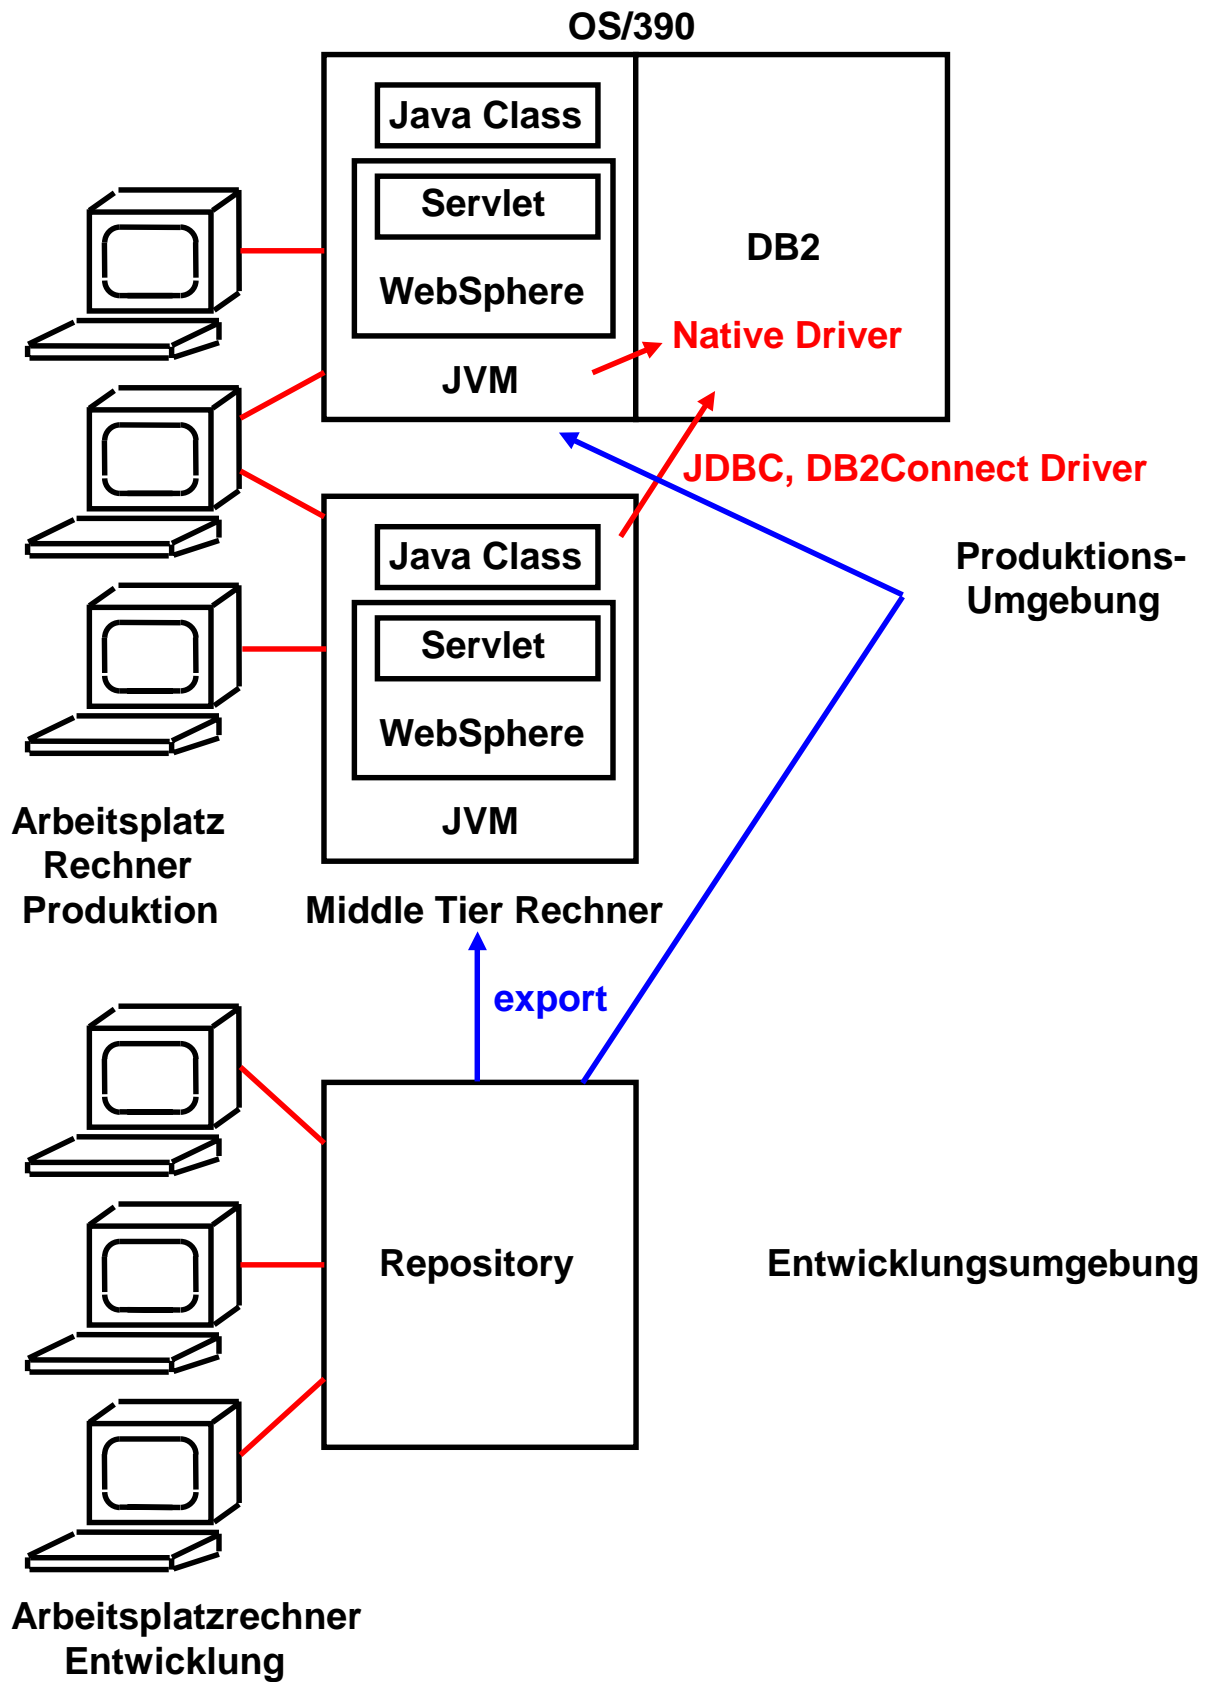 OS/390
Java Class
Servlet
WebSphere
JVM
DB2
Native Driver
JDBC, DB2Connect Driver
Java Class
Servlet
WebSphere
JVM
Produktions-
Umgebung
Arbeitsplatz
Rechner
Produktion
Middle Tier Rechner
export
Repository
Entwicklungsumgebung
Arbeitsplatzrechner
Entwicklung